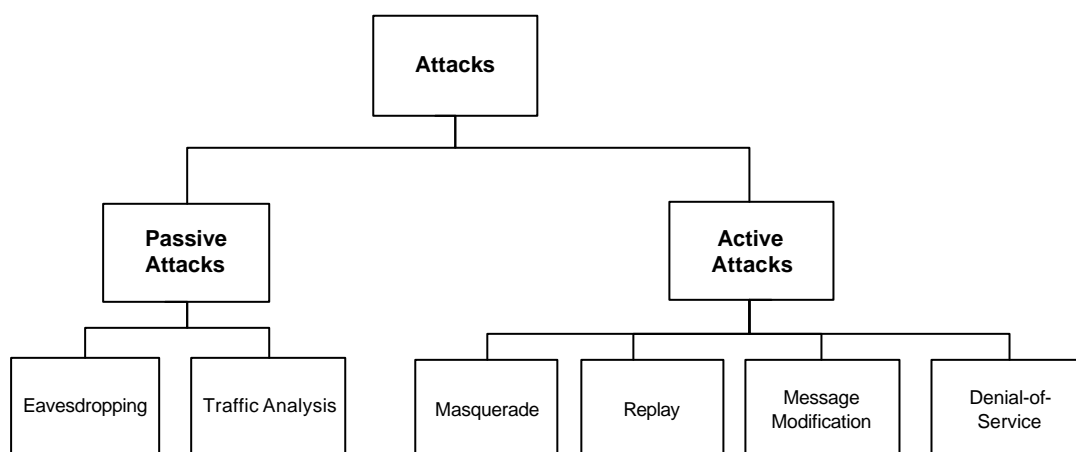 Attacks
Passive
Attacks
Active
Attacks
Eavesdropping
Traffic Analysis
Masquerade
Replay
Message
Modification
Denial-of-
Service